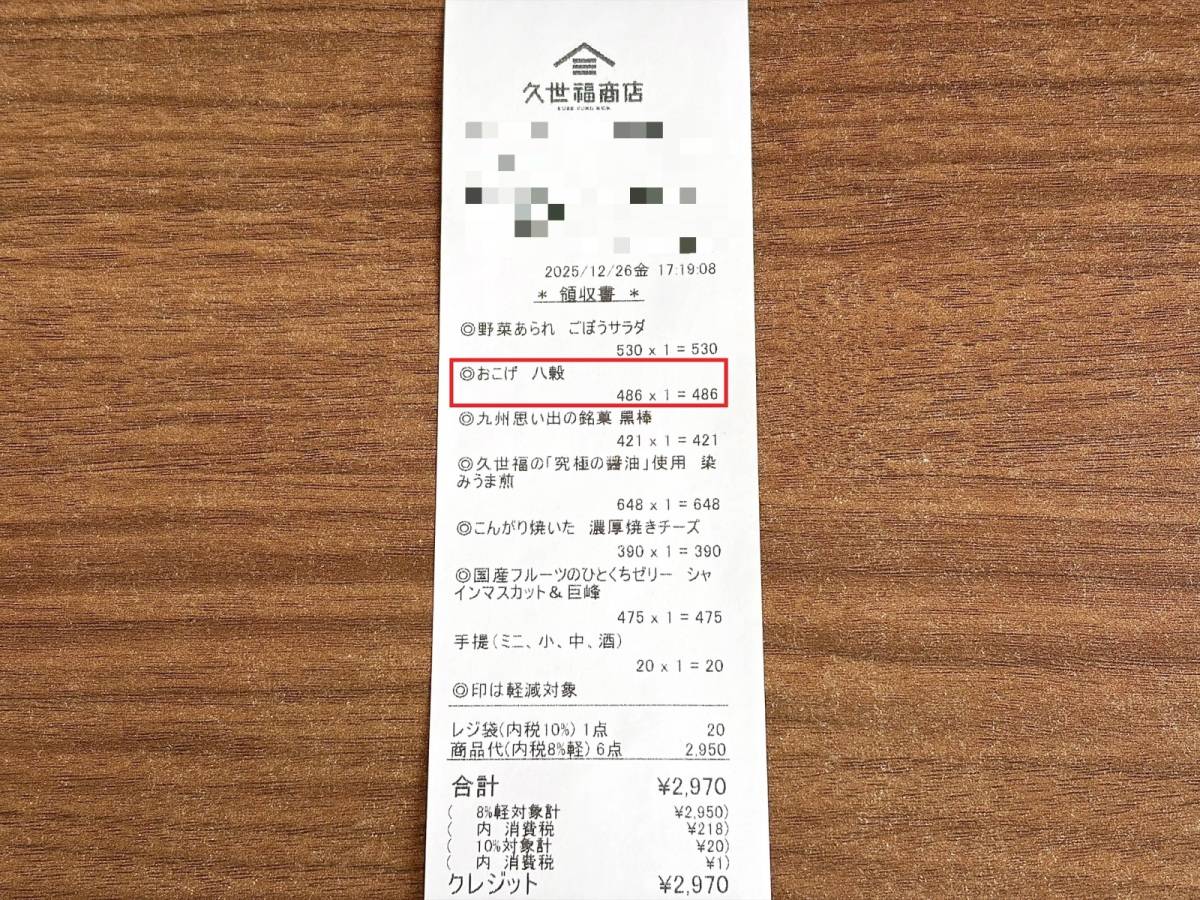 久世福商店
KUZE FUKU & CO.
2025/12/26金 17:19:08
* 領収書 *
◎野菜あられ ごぼうサラダ
530 x 1 = 530
◎おこげ 八穀
486 x 1 = 486
◎九州思い出の銘菓 黒棒
421 x 1 = 421
◎久世福の「究極の醤油」使用 染
みうま煎
648 x 1 = 648
◎こんがり焼いた 濃厚焼きチーズ
390 x 1 = 390
◎国産フルーツのひとくちゼリー シャ
インマスカット&巨峰
475 x 1 = 475
手提(ミニ、小、中、酒)
20 x 1 = 20
◎印は軽減対象
レジ袋(内税10%) 1点 20
商品代(内税8%軽) 6点 2,950
合計 ¥2,970
( 8%軽対象計 ¥2,950)
( 内 消費税 ¥218)
( 10%対象計 ¥20)
( 内 消費税 ¥1)
クレジット ¥2,970